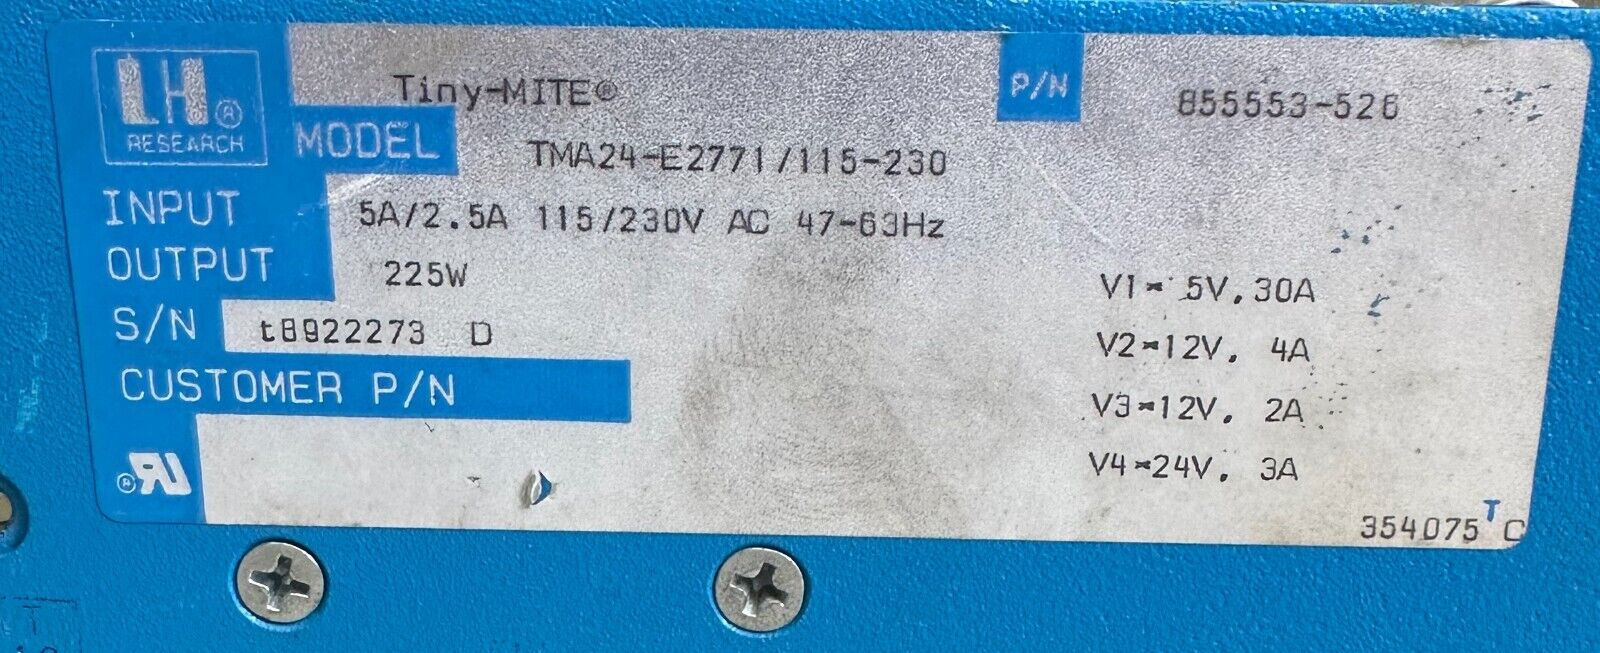 LH®
RESEARCH
Tiny-MITE®
P/N 855553-526
MODEL TMA24-E2771/115-230
INPUT 5A/2.5A 115/230V AC 47-63Hz
OUTPUT 225W
S/N t8922273 D
CUSTOMER P/N
V1= 5V. 30A
V2=12V. 4A
V3=12V. 2A
V4=24V. 3A
354075 T C